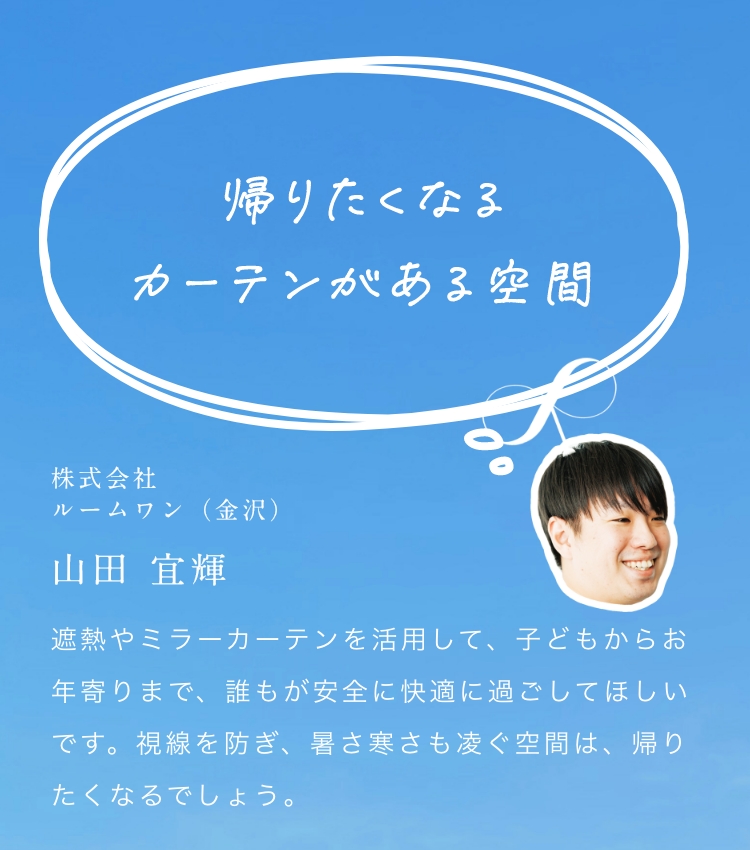 帰りたくなる
カーテンがある空間
株式会社
ルームワン（金沢）
山田 宜輝
遮熱やミラーカーテンを活用して、子どもからお
年寄りまで、誰もが安全に快適に過ごしてほしい
です。視線を防ぎ、暑さ寒さも凌ぐ空間は、帰り
たくなるでしょう。